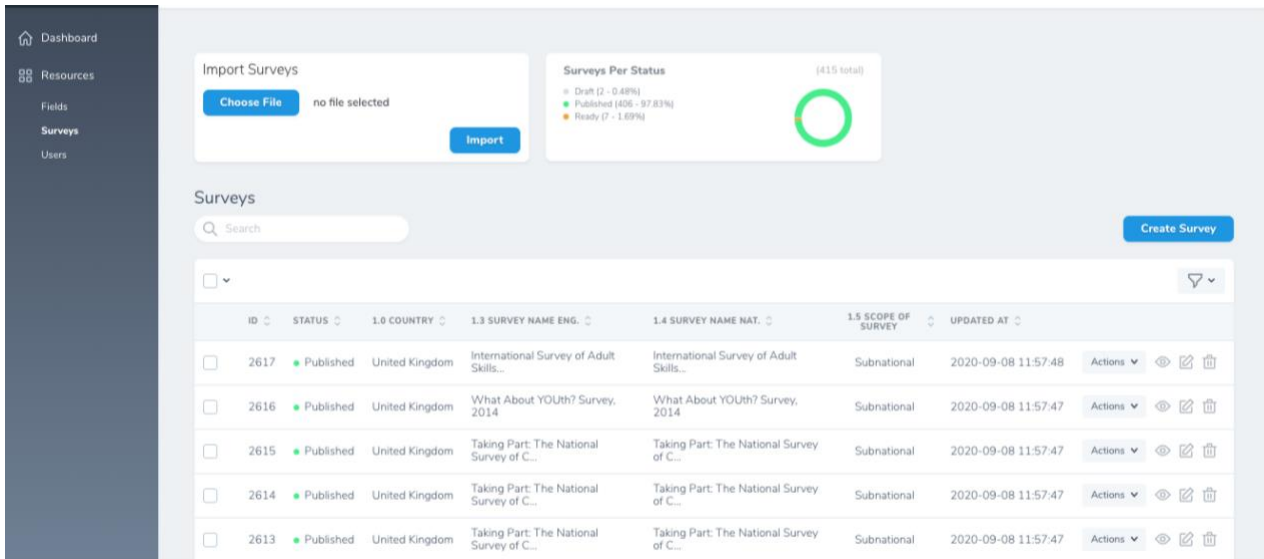 Dashboard
Resources
Fields
Surveys
Users
Import Surveys
Choose File no file selected
Import
Surveys Per Status (415 total)
Draft (2 - 0.48%)
Published (406 - 97.83%)
Ready (7 - 1.69%)
Surveys
Search
Create Survey
ID STATUS 1.0 COUNTRY 1.3 SURVEY NAME ENG. 1.4 SURVEY NAME NAT. 1.5 SCOPE OF SURVEY UPDATED AT
2617 Published United Kingdom International Survey of Adult Skills... International Survey of Adult Skills... Subnational 2020-09-08 11:57:48 Actions
2616 Published United Kingdom What About YOUth? Survey, 2014 What About YOUth? Survey, 2014 Subnational 2020-09-08 11:57:47 Actions
2615 Published United Kingdom Taking Part: The National Survey of C... Taking Part: The National Survey of C... Subnational 2020-09-08 11:57:47 Actions
2614 Published United Kingdom Taking Part: The National Survey of C... Taking Part: The National Survey of C... Subnational 2020-09-08 11:57:47 Actions
2613 Published United Kingdom Taking Part: The National Survey of C... Taking Part: The National Survey of C... Subnational 2020-09-08 11:57:47 Actions